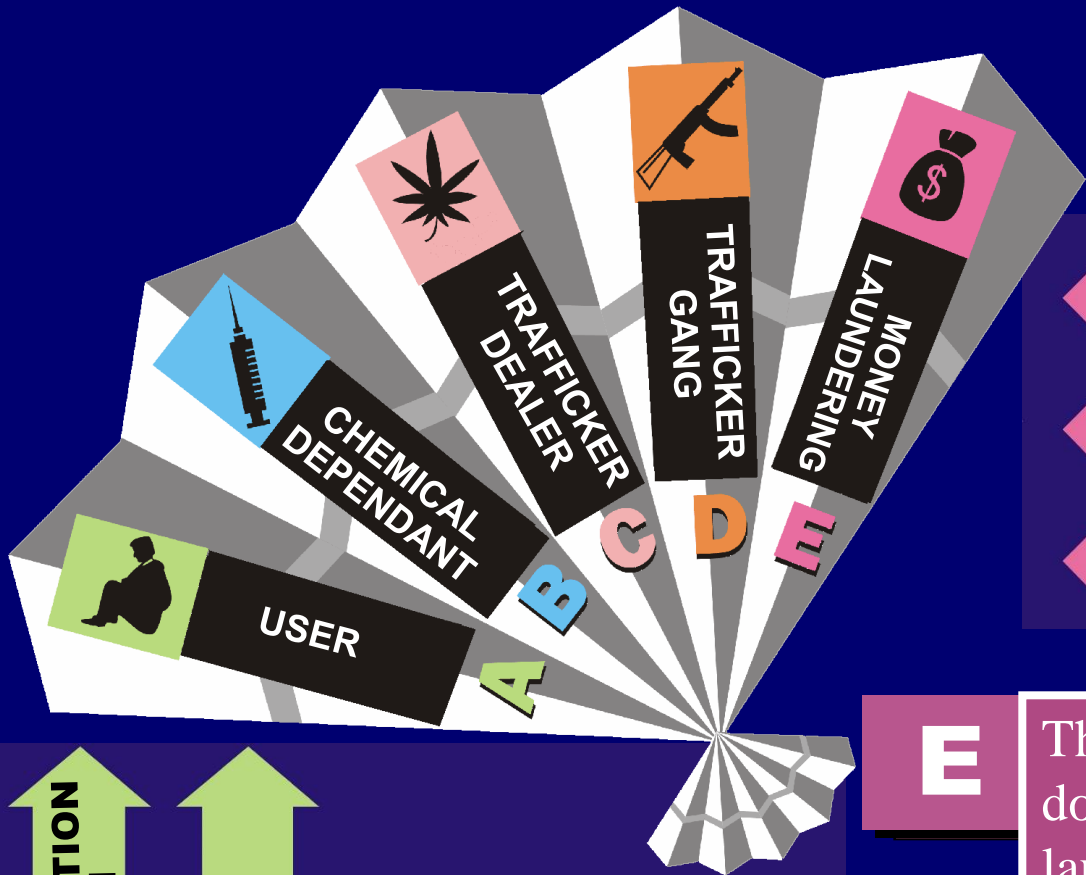 USER
A
CHEMICAL
DEPENDANT
B
TRAFFICKER
DEALER
C
TRAFFICKER
GANG
D
MONEY
LAUNDERING
E
$
E